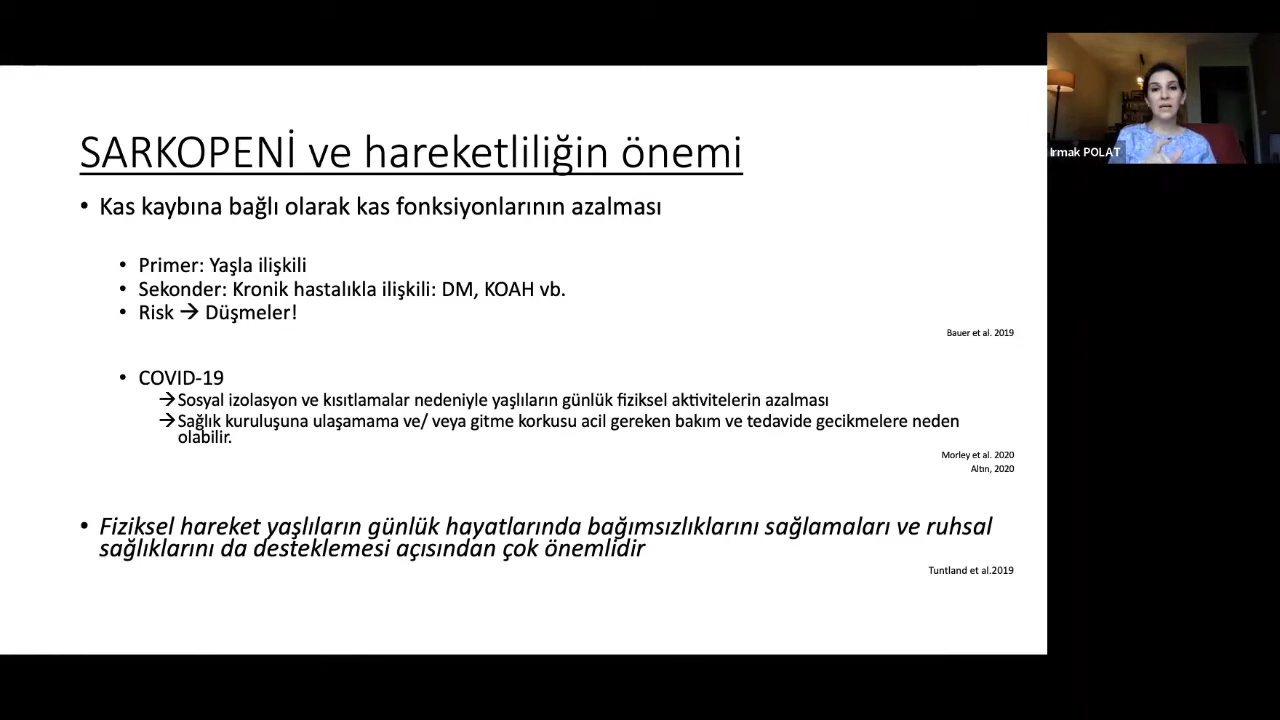 SARKOPENİ ve hareketliliğin önemi
• Kas kaybına bağlı olarak kas fonksiyonlarının azalması
• Primer: Yaşla ilişkili
• Sekonder: Kronik hastalıkla ilişkili: DM, KOAH vb.
• Risk → Düşmeler!
Bauer et al. 2019
• COVID-19
→Sosyal izolasyon ve kısıtlamalar nedeniyle yaşlıların günlük fiziksel aktivitelerin azalması
→Sağlık kuruluşuna ulaşamama ve/ veya gitme korkusu acil gereken bakım ve tedavide gecikmelere neden
olabilir.
Morley et al. 2020
Altın, 2020
• Fiziksel hareket yaşlıların günlük hayatlarında bağımsızlıklarını sağlamaları ve ruhsal
sağlıklarını da desteklemesi açısından çok önemlidir
Tuntland et al.2019
Irmak POLAT